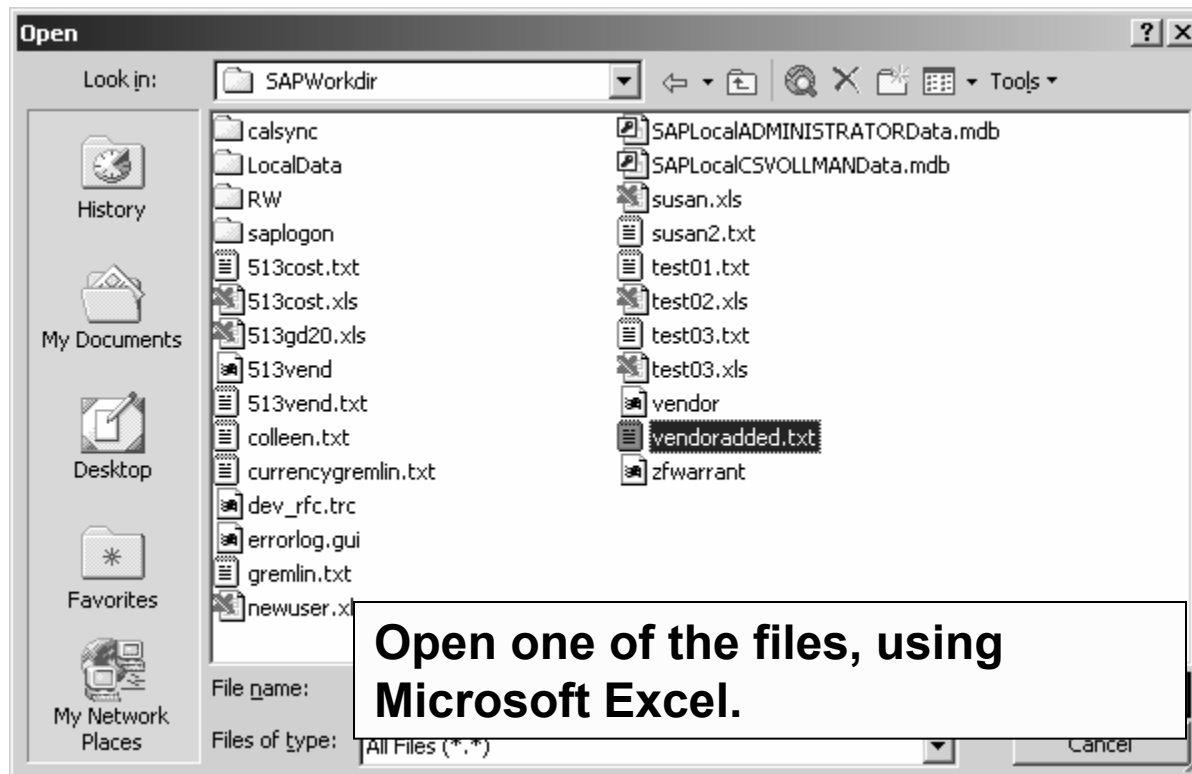 Open
Look in:
SAPWorkdir
Tools
History
My Documents
Desktop
Favorites
My Network
Places
calsync
LocalData
RW
saplogon
513cost.txt
513cost.xls
513gd20.xls
513vend
513vend.txt
colleen.txt
currencygremlin.txt
dev_rfc.trc
errorlog.gui
gremlin.txt
newuser.xl
SAPLocalADMINISTRATORData.mdb
SAPLocalCSVOLLMANData.mdb
susan.xls
susan2.txt
test01.txt
test02.xls
test03.txt
test03.xls
vendor
vendoradded.txt
zfwarrant
Open one of the files, using
Microsoft Excel.
File name:
Files of type:
All Files (*.*)
Cancel